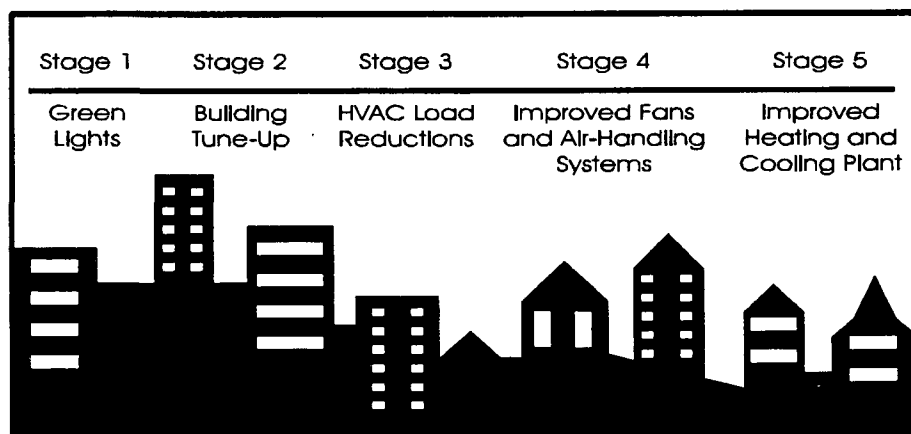 Stage 1 Stage 2 Stage 3 Stage 4 Stage 5
Green Building HVAC Load Improved Fans Improved
Lights Tune-Up Reductions and Air-Handling Heating and
Systems Cooling Plant